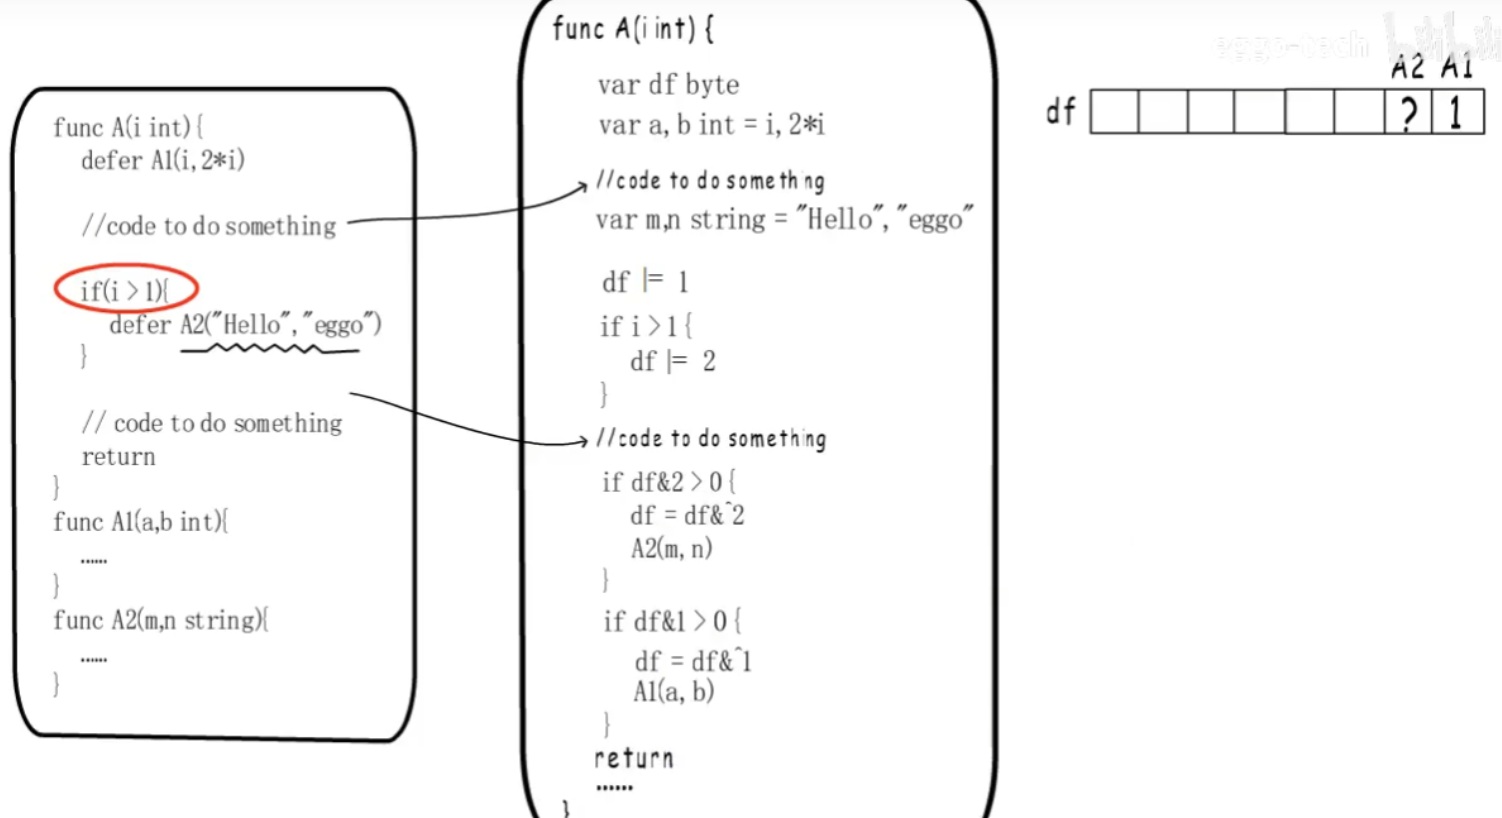 func A(i int){
defer A1(i,2*i)
//code to do something
if(i > 1){
defer A2("Hello","eggo")
}
// code to do something
return
}
func A1(a,b int){
......
}
func A2(m,n string){
......
}
func A(i int) {
var df byte
var a, b int = i, 2*i
//code to do something
var m,n string = "Hello", "eggo"
df |= 1
if i > 1{
df |= 2
}
//code to do something
if df&2 > 0{
df = df&^2
A2(m, n)
}
if df&1 > 0{
df = df&^1
A1(a, b)
}
return
......
}
eggo-tech bilibili
A2 A1
df ? 1